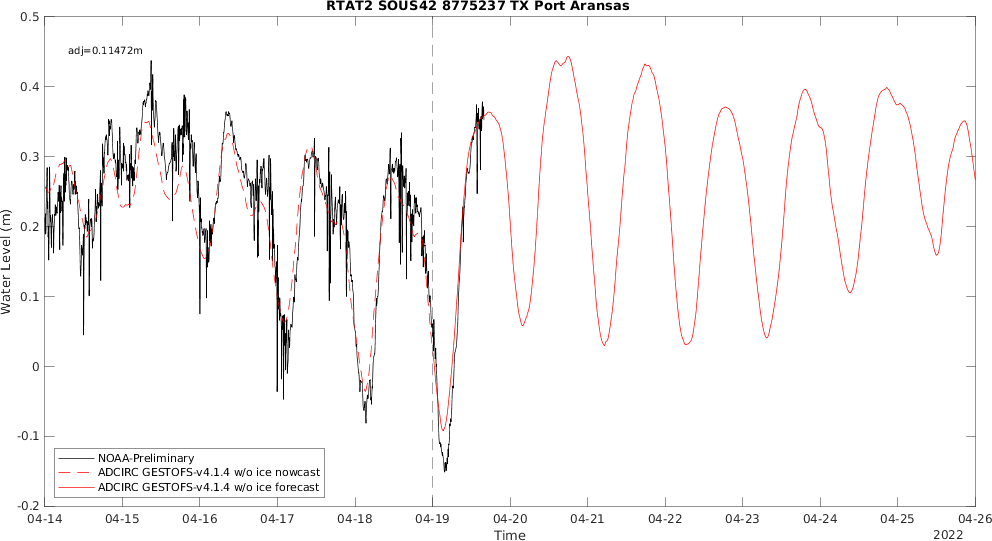 RTAT2 SOUS42 8775237 TX Port Aransas
adj=0.11472m
0.5
0.4
0.3
0.2
0.1
0
-0.1
-0.2
Water Level (m)
NOAA-Preliminary
ADCIRC GESTOFS-v4.1.4 w/o ice nowcast
ADCIRC GESTOFS-v4.1.4 w/o ice forecast
04-14 04-15 04-16 04-17 04-18 04-19 04-20 04-21 04-22 04-23 04-24 04-25 04-26
Time
2022